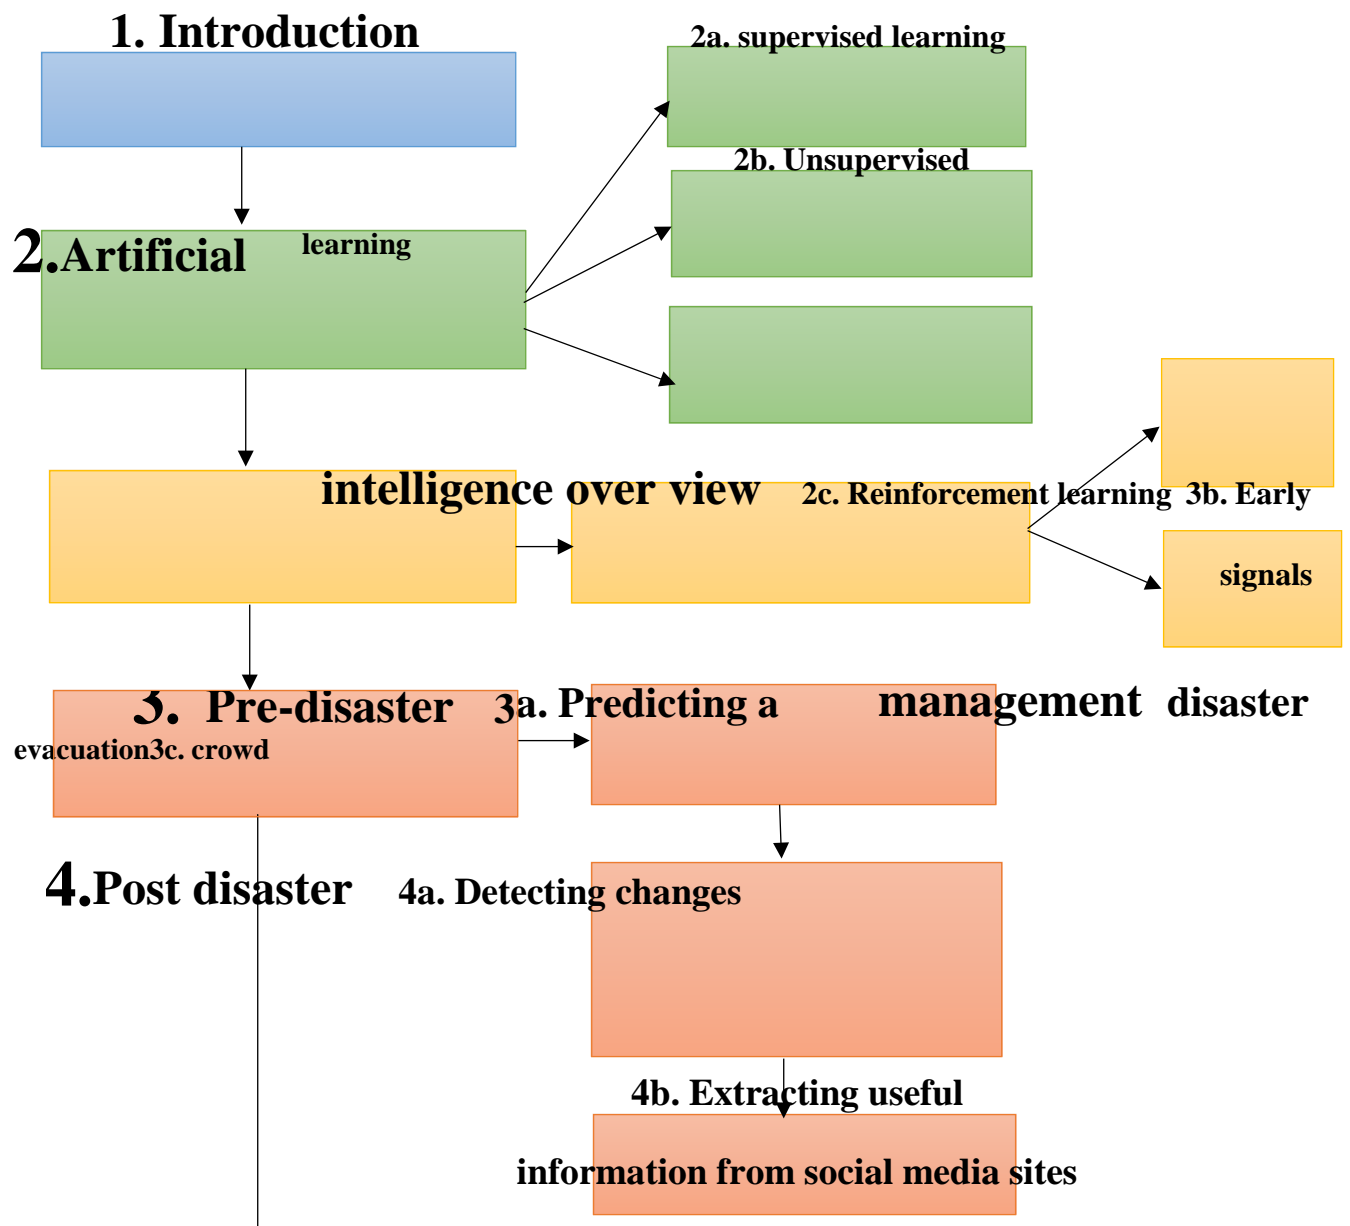 1. Introduction
2a. supervised learning
2b. Unsupervised
2.Artificial learning
intelligence over view 2c. Reinforcement learning 3b. Early
signals
3. Pre-disaster 3a. Predicting a management disaster
evacuation3c. crowd
4.Post disaster 4a. Detecting changes
4b. Extracting useful
information from social media sites